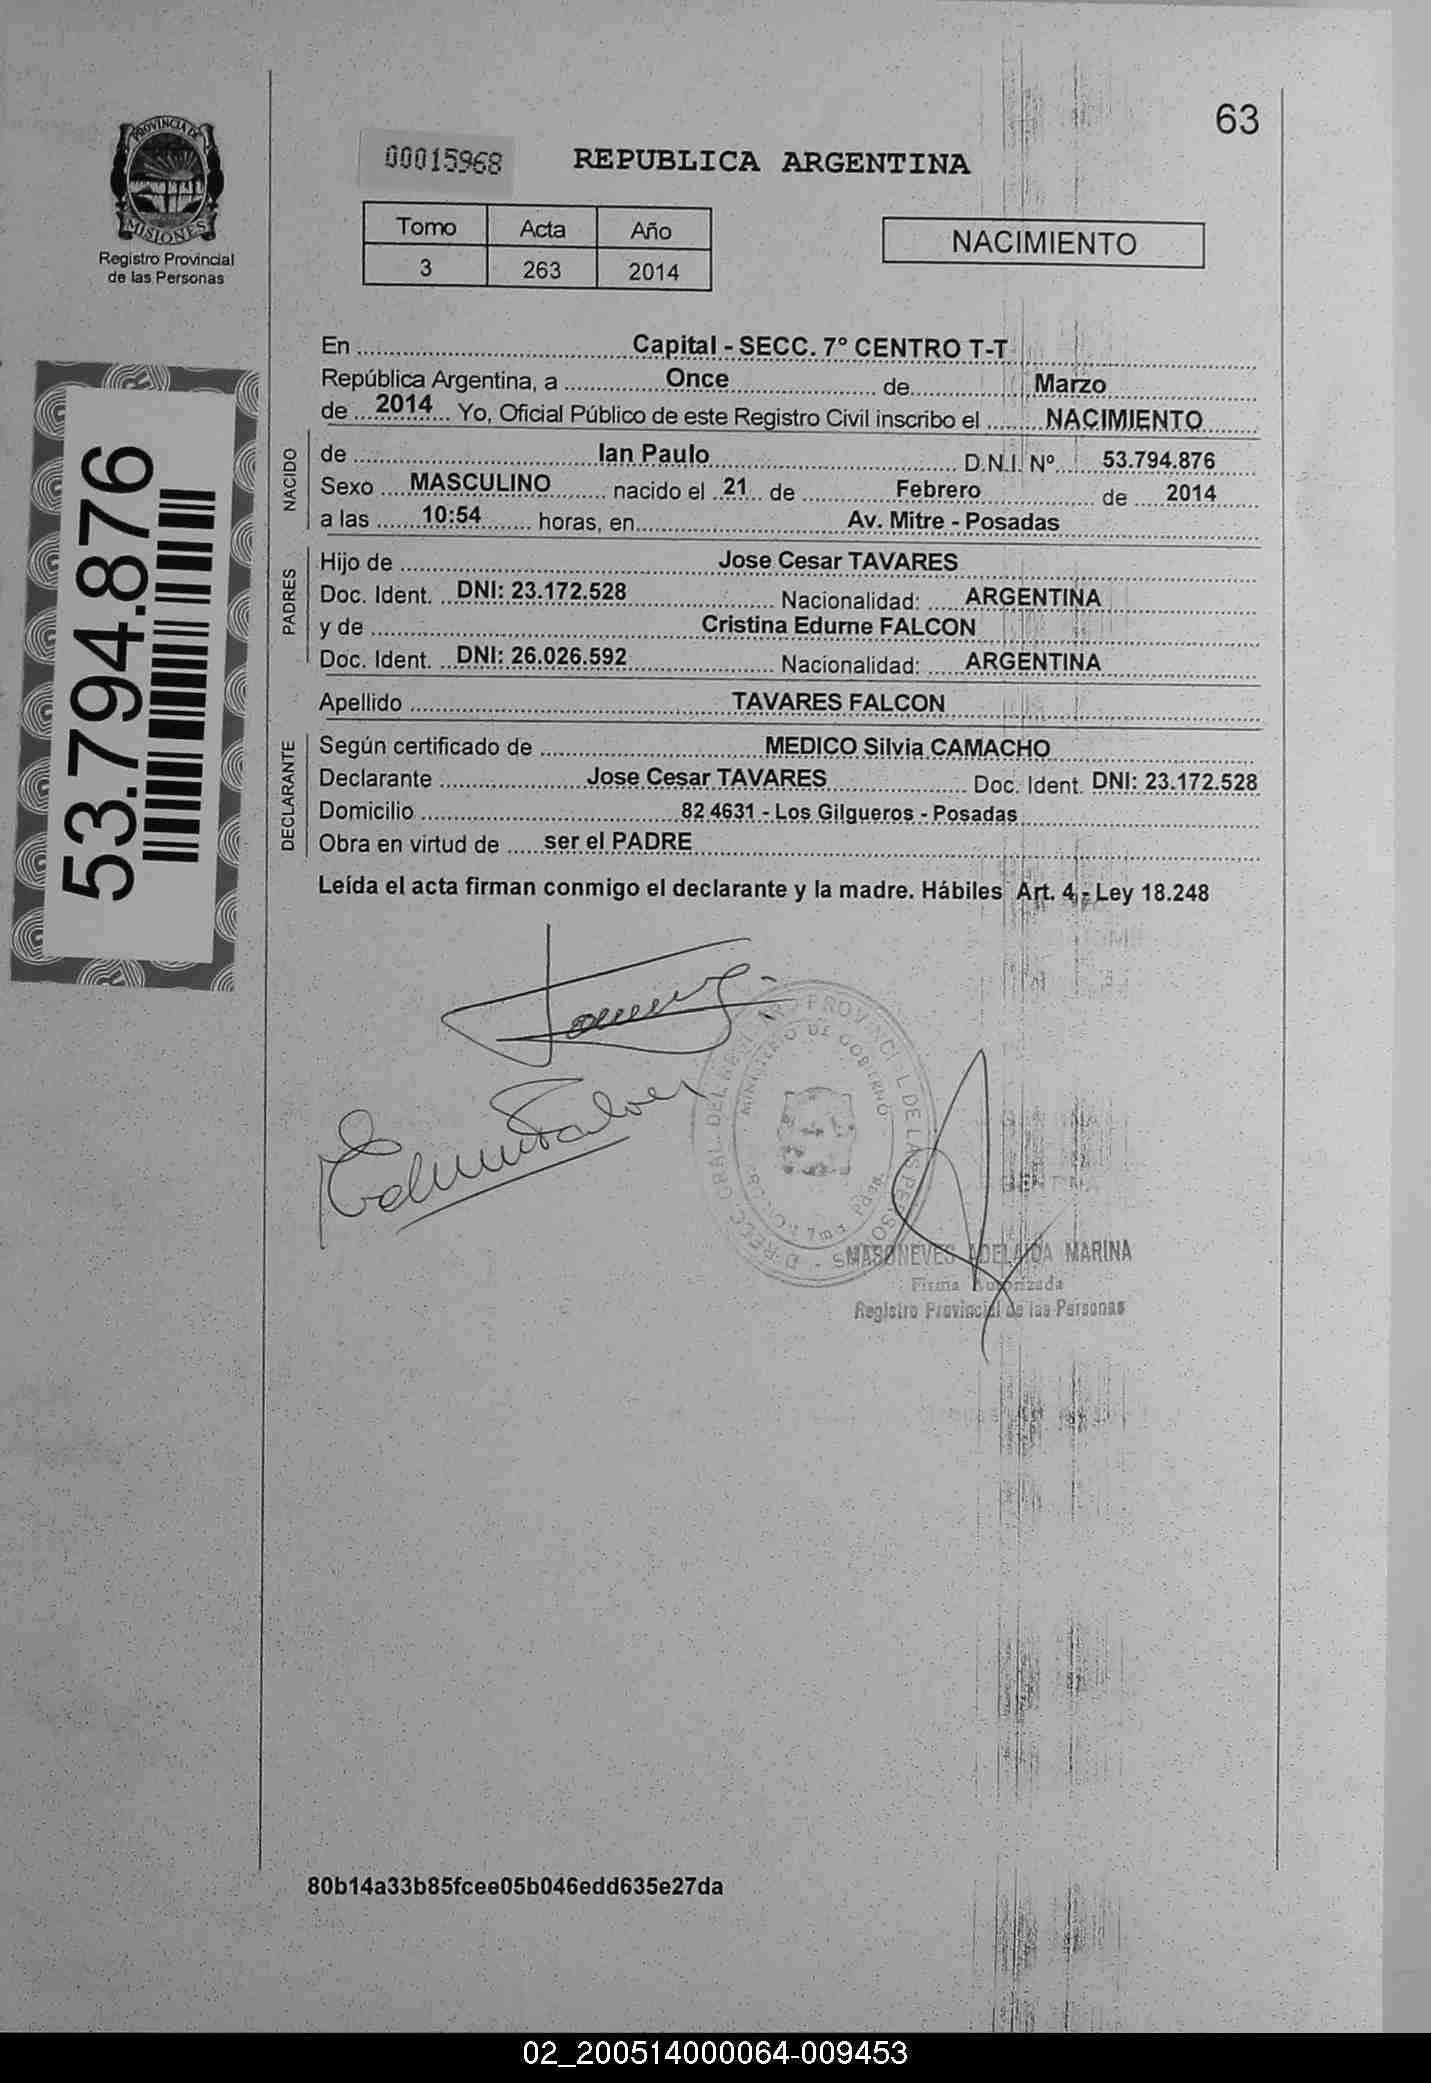 63
PROVINCIA DE
MISIONES
Registro Provincial
de las Personas
00015968 REPUBLICA ARGENTINA
Tomo Acta Año
3 263 2014
NACIMIENTO
En Capital - SECC. 7° CENTRO T-T
República Argentina, a Once de Marzo
de 2014 Yo, Oficial Público de este Registro Civil inscribo el NACIMIENTO
NACIDO
de Ian Paulo D.N.I. Nº 53.794.876
Sexo MASCULINO nacido el 21 de Febrero de 2014
a las 10:54 horas, en Av. Mitre - Posadas
PADRES
Hijo de Jose Cesar TAVARES
Doc. Ident. DNI: 23.172.528 Nacionalidad: ARGENTINA
y de Cristina Edurne FALCON
Doc. Ident. DNI: 26.026.592 Nacionalidad: ARGENTINA
Apellido TAVARES FALCON
DECLARANTE
Según certificado de MEDICO Silvia CAMACHO
Declarante Jose Cesar TAVARES Doc. Ident. DNI: 23.172.528
Domicilio 82 4631 - Los Gilgueros - Posadas
Obra en virtud de ser el PADRE
Leída el acta firman conmigo el declarante y la madre. Hábiles Art. 4 - Ley 18.248
53.794.876
MINISTERIO DE GOBIERNO
MASONEVES ADELAIDA MARINA
Firma Autorizada
Registro Provincial de las Personas
80b14a33b85fcee05b046edd635e27da
02_200514000064-009453